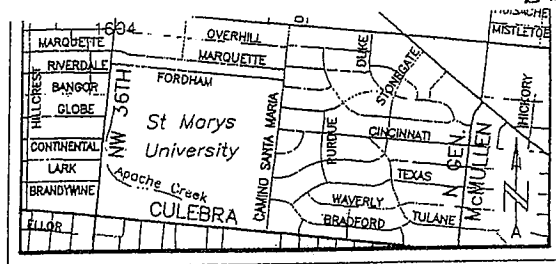 1604
OVERHILL
MARQUETTE
MARQUETTE
RIVERDALE
BANGOR
GLOBE
CONTINENTAL
LARK
BRANDYWINE
HILLCREST
NW 36TH
FORDHAM
St Marys
University
Apache Creek
CULEBRA
CAMINO SANTA MARIA
DUKE
STONEGATE
PURDUE
CINCINNATI
TEXAS
WAVERLY
BRADFORD
TULANE
N GEN.
McMULLEN
HICKORY
MISTLETOE
N